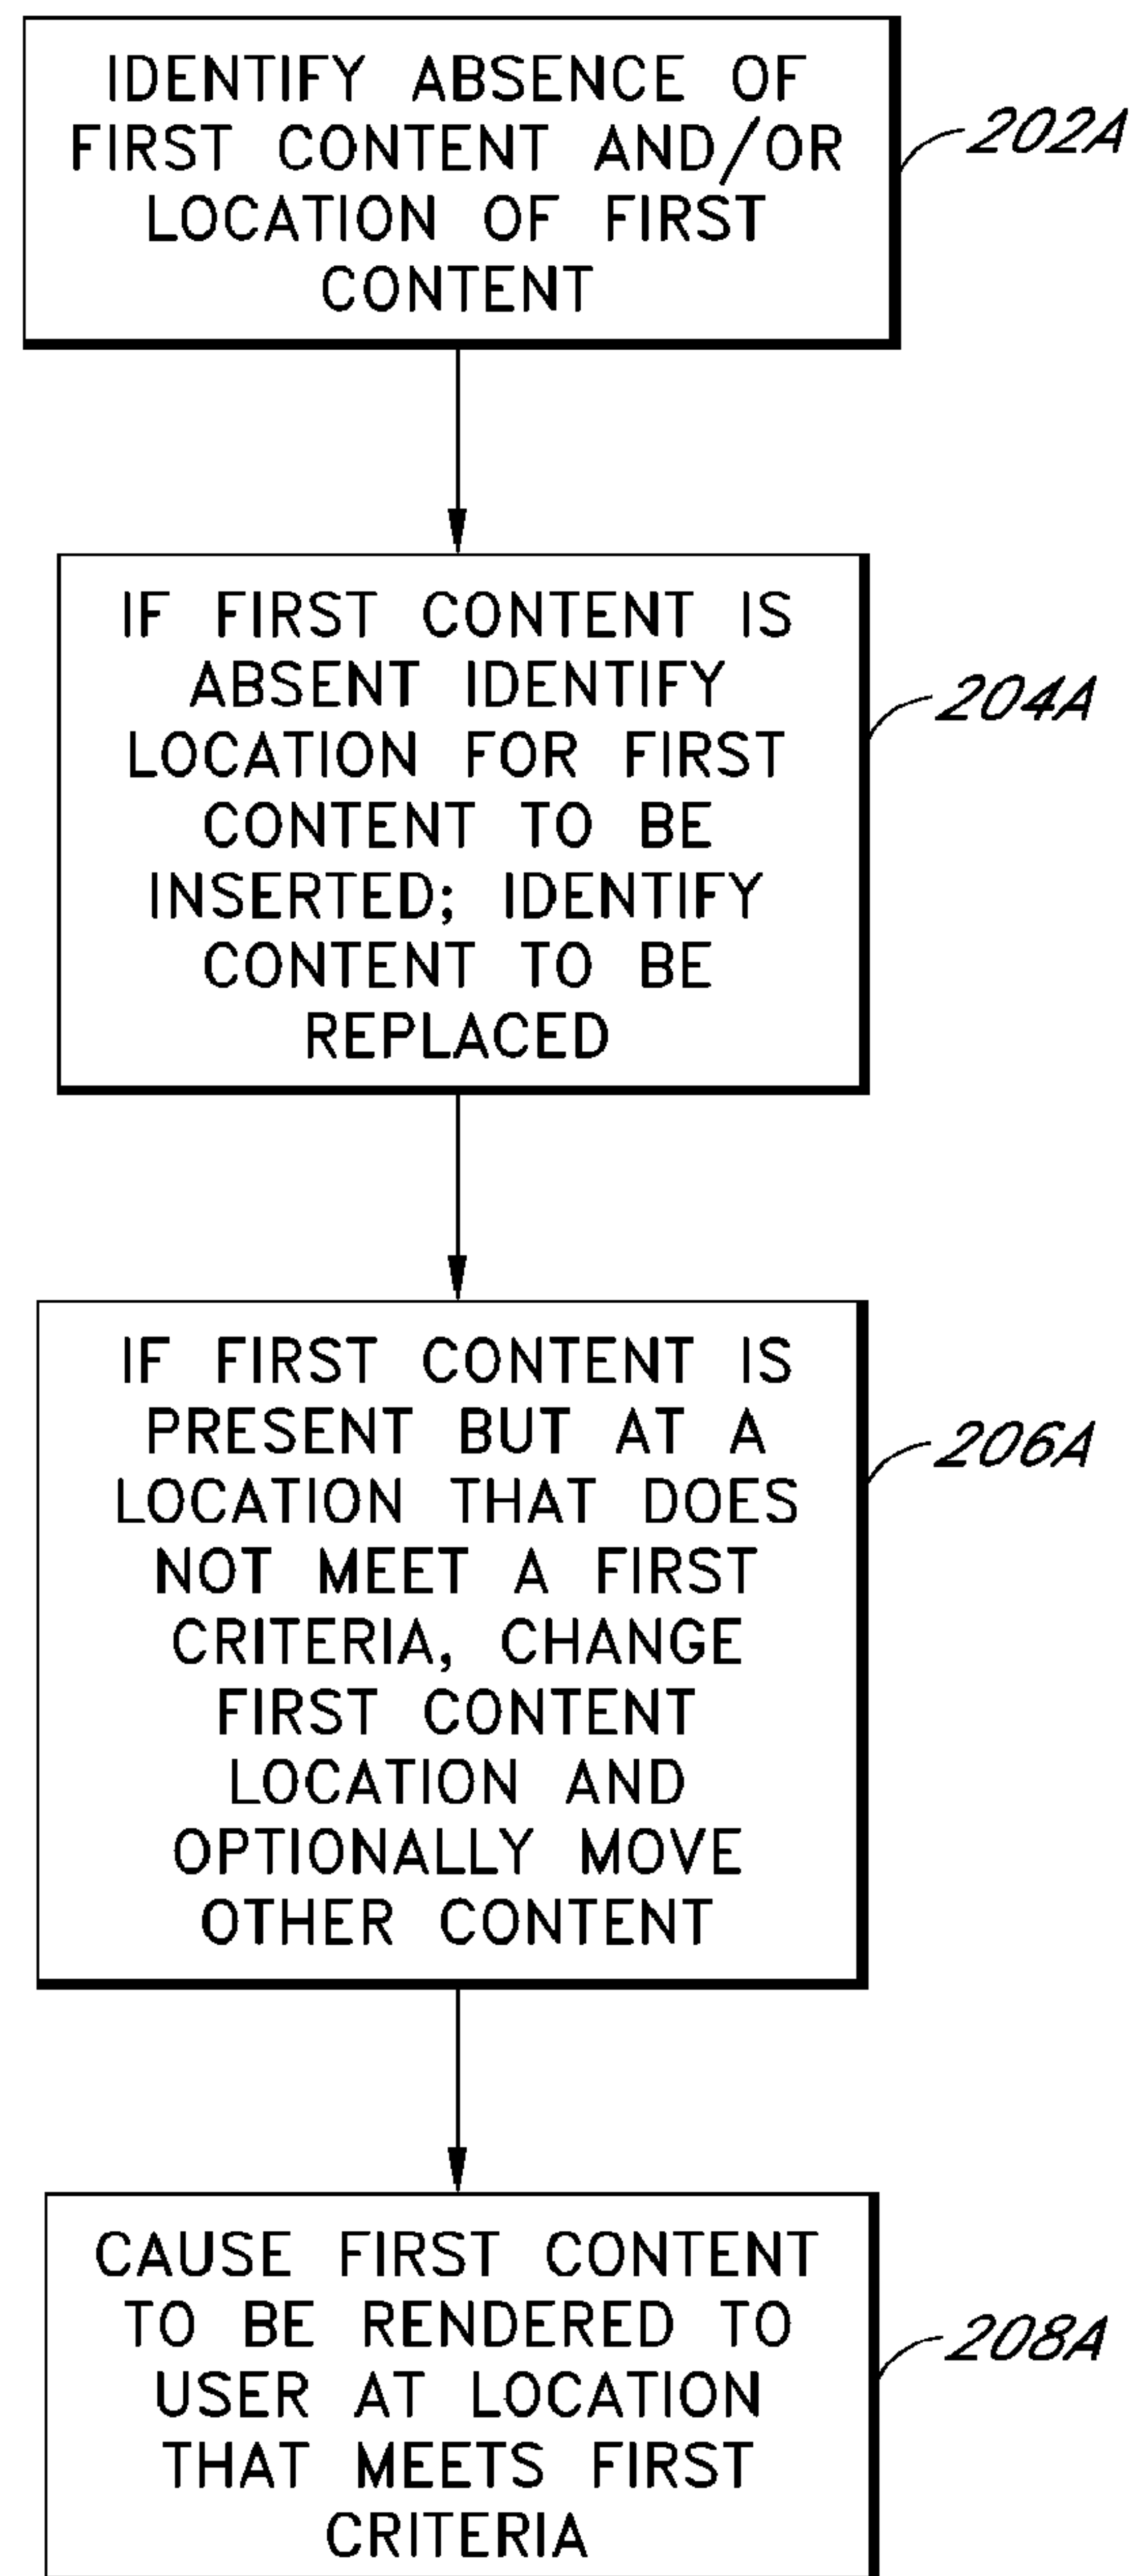 IDENTIFY ABSENCE OF
FIRST CONTENT AND/OR
LOCATION OF FIRST
CONTENT
202A
IF FIRST CONTENT IS
ABSENT IDENTIFY
LOCATION FOR FIRST
CONTENT TO BE
INSERTED; IDENTIFY
CONTENT TO BE
REPLACED
204A
IF FIRST CONTENT IS
PRESENT BUT AT A
LOCATION THAT DOES
NOT MEET A FIRST
CRITERIA, CHANGE
FIRST CONTENT
LOCATION AND
OPTIONALLY MOVE
OTHER CONTENT
206A
CAUSE FIRST CONTENT
TO BE RENDERED TO
USER AT LOCATION
THAT MEETS FIRST
CRITERIA
208A